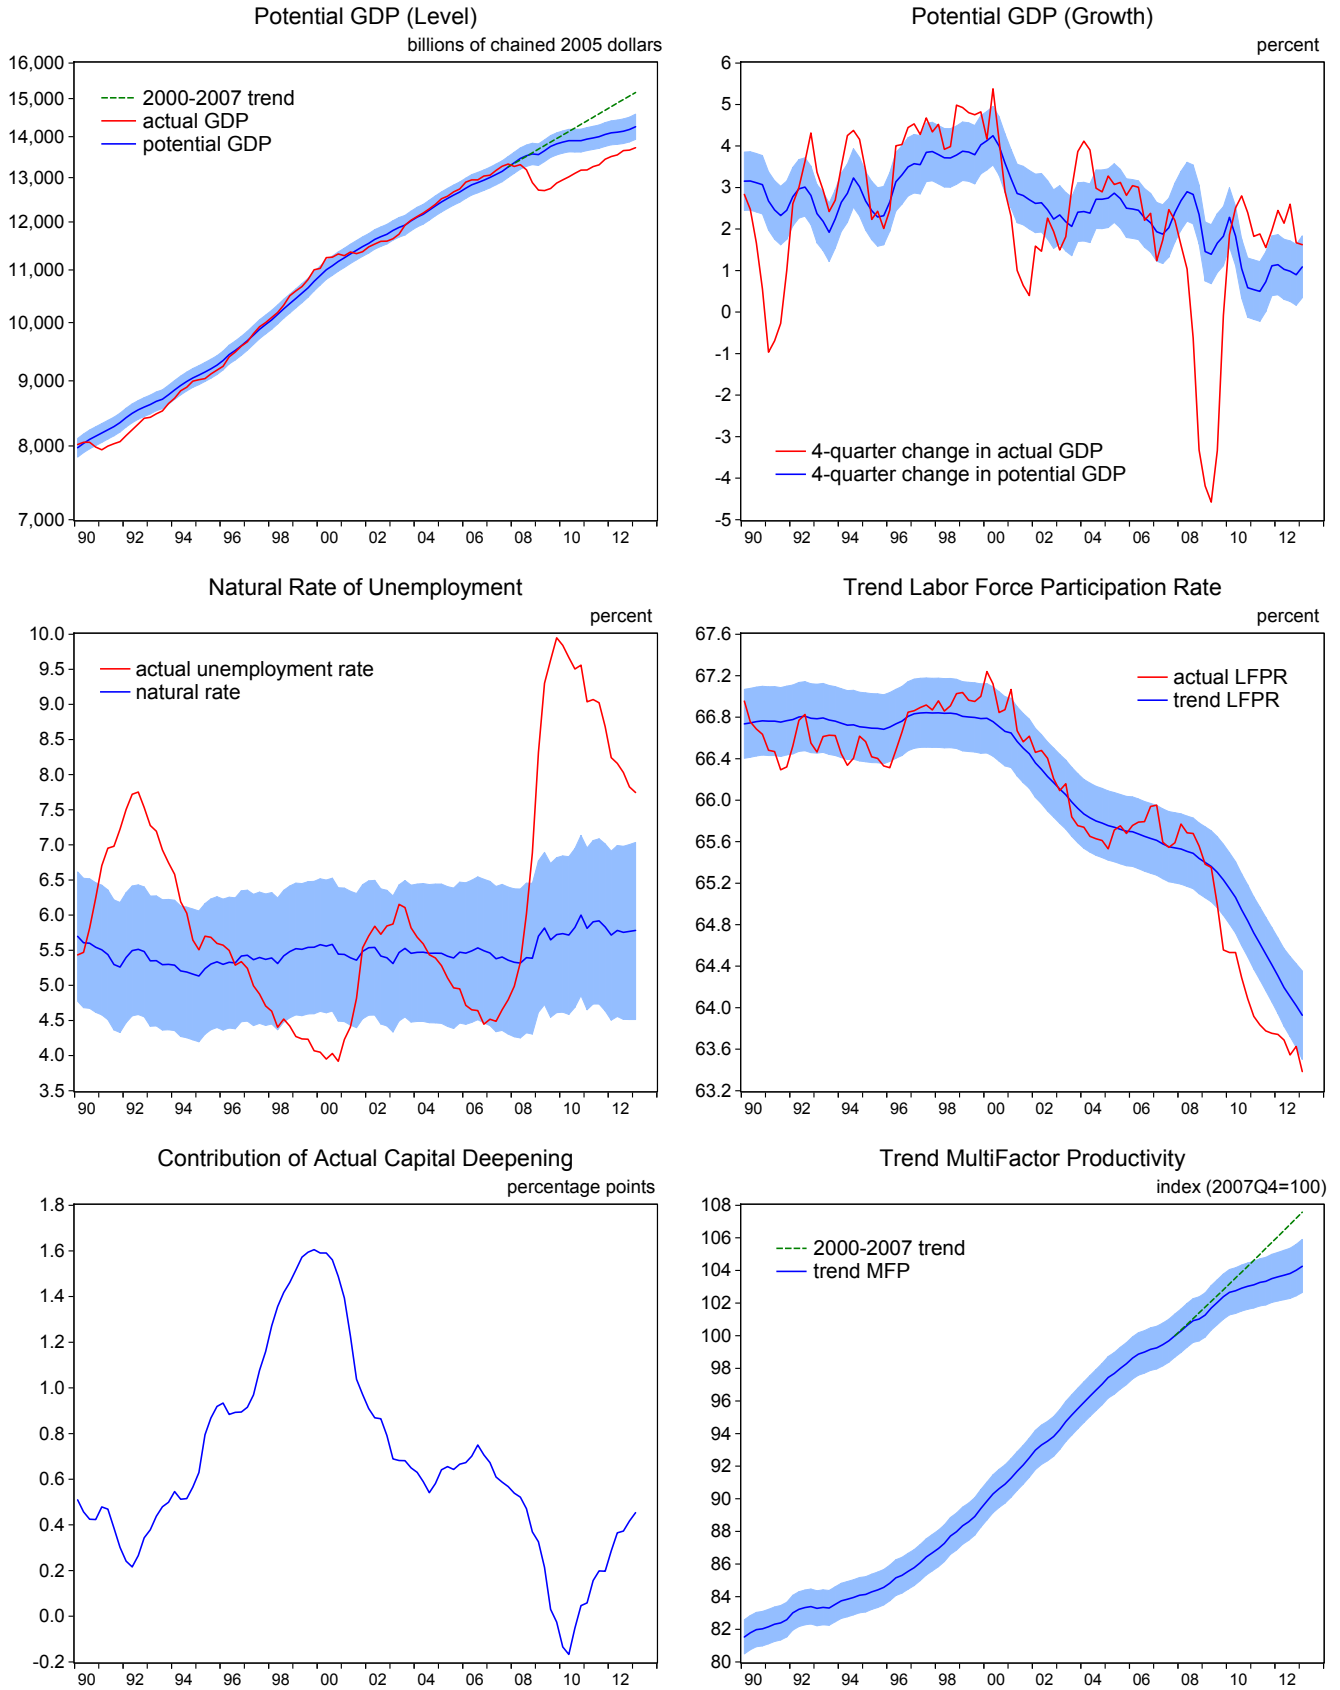 Potential GDP (Level)
billions of chained 2005 dollars
16,000
15,000
14,000
13,000
12,000
11,000
10,000
9,000
8,000
7,000
2000-2007 trend
actual GDP
potential GDP
90 92 94 96 98 00 02 04 06 08 10 12
Potential GDP (Growth)
percent
6
5
4
3
2
1
0
-1
-2
-3
-4
-5
4-quarter change in actual GDP
4-quarter change in potential GDP
90 92 94 96 98 00 02 04 06 08 10 12
Natural Rate of Unemployment
percent
10.0
9.5
9.0
8.5
8.0
7.5
7.0
6.5
6.0
5.5
5.0
4.5
4.0
3.5
actual unemployment rate
natural rate
90 92 94 96 98 00 02 04 06 08 10 12
Trend Labor Force Participation Rate
percent
67.6
67.2
66.8
66.4
66.0
65.6
65.2
64.8
64.4
64.0
63.6
63.2
actual LFPR
trend LFPR
90 92 94 96 98 00 02 04 06 08 10 12
Contribution of Actual Capital Deepening
percentage points
1.8
1.6
1.4
1.2
1.0
0.8
0.6
0.4
0.2
0.0
-0.2
90 92 94 96 98 00 02 04 06 08 10 12
Trend MultiFactor Productivity
index (2007Q4=100)
108
106
104
102
100
98
96
94
92
90
88
86
84
82
80
2000-2007 trend
trend MFP
90 92 94 96 98 00 02 04 06 08 10 12